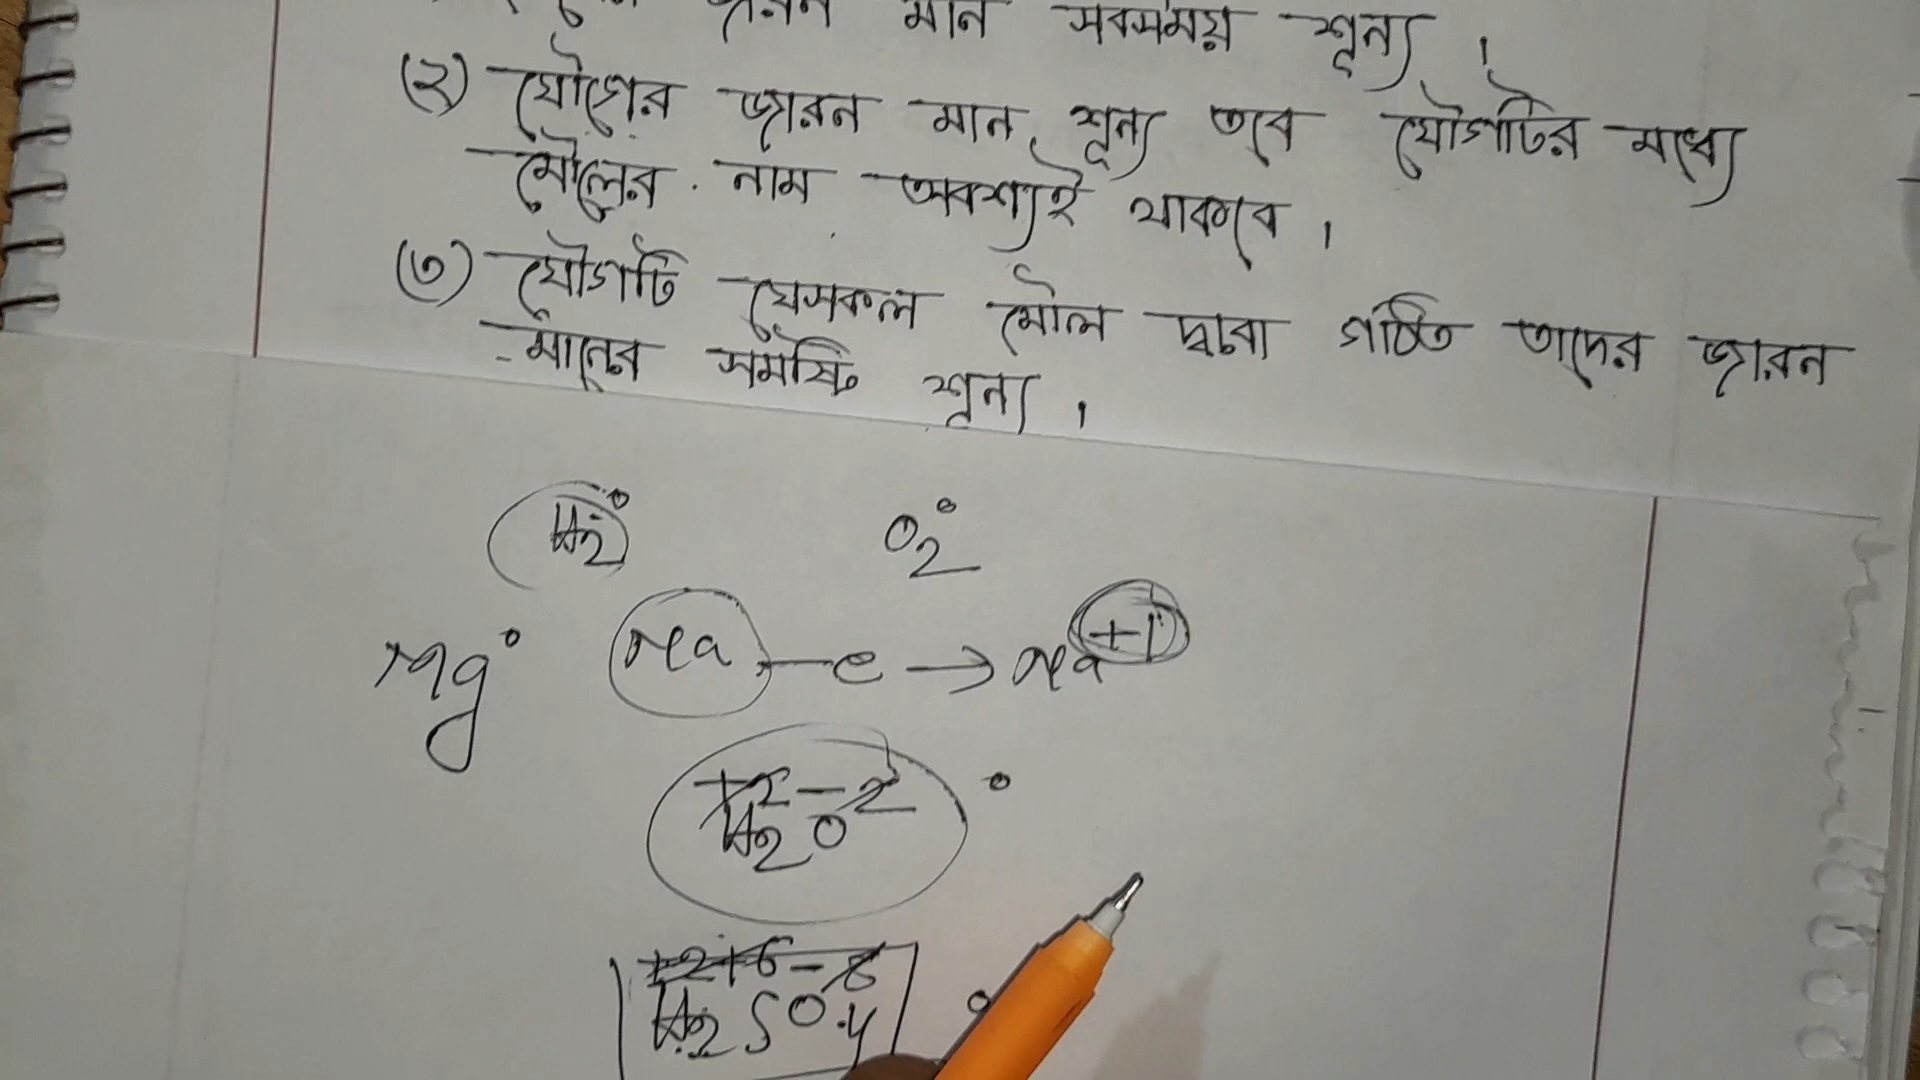 জারন মান সবসময় শূন্য ।
(২) যৌগের জারন মান শূন্য তবে যৌগটির মধ্যে
মৌলের নাম অবশ্যই থাকবে ।
(৩) যৌগটি যেসকল মৌল দ্বারা গঠিত তাদের জারন
মানের সমষ্টি শূন্য ।
H₂⁰ O₂⁰
Mg⁰ Na - e → Na⁺¹
+2 -2 0
H₂O
+2+6-8
H₂SO₄ 0